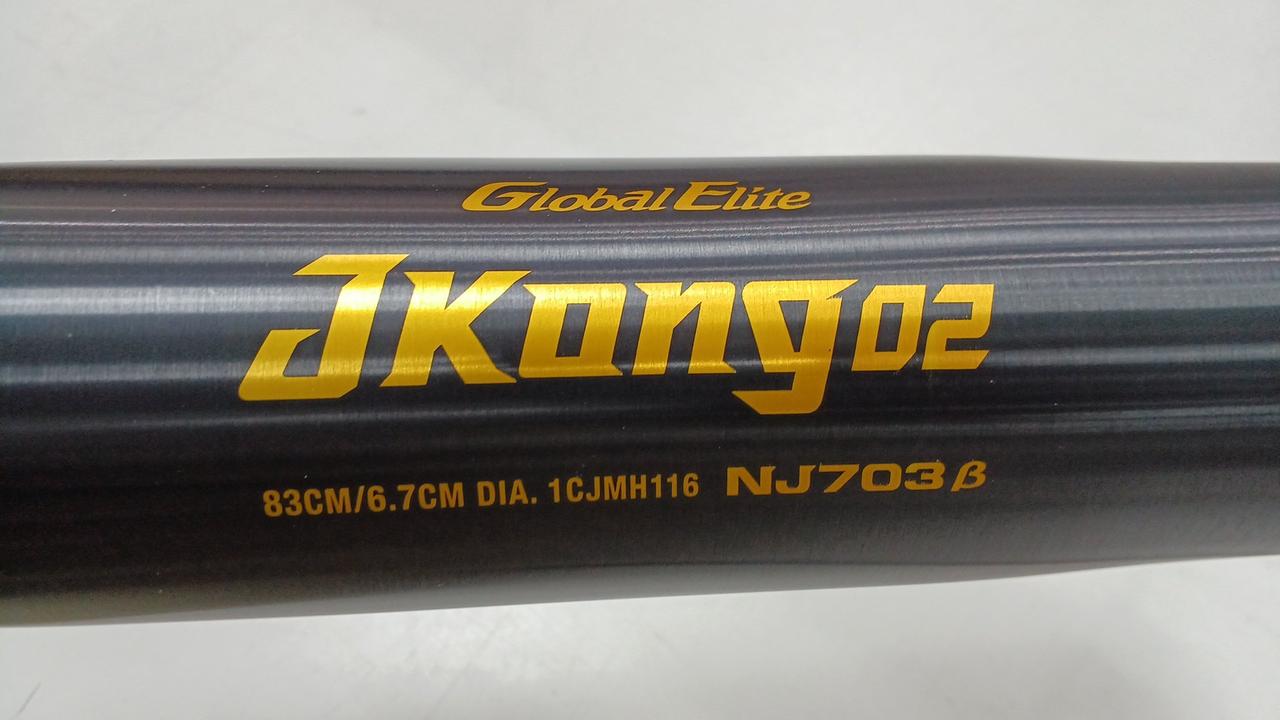 Global Elite
JKong02
83CM/6.7CM DIA. 1CJMH116 NJ703β